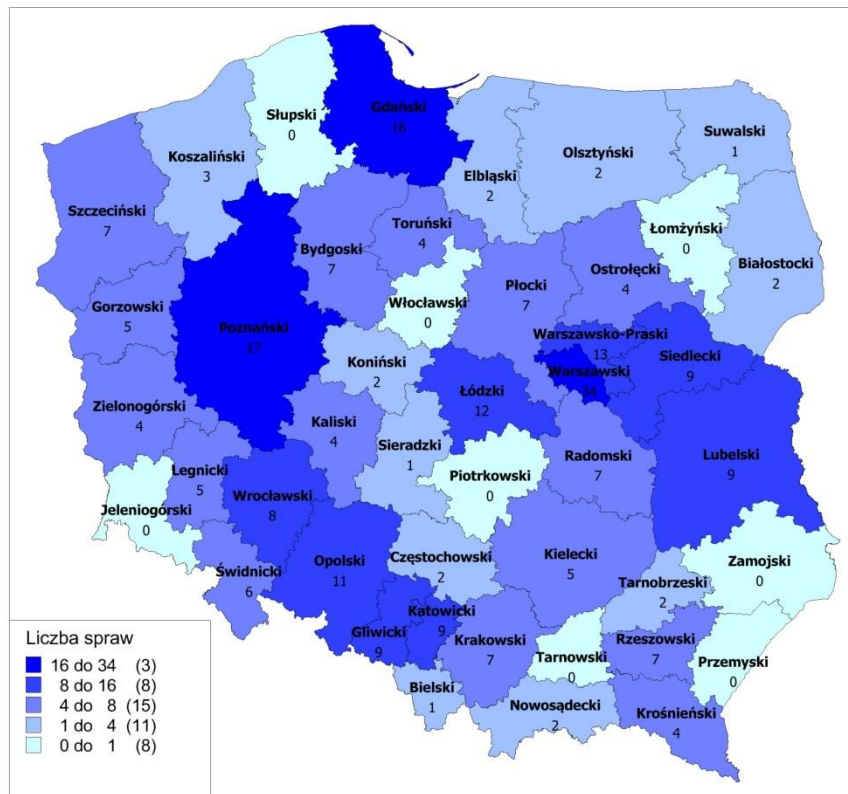 Słupski
0
Gdański
16
Koszaliński
3
Elbląski
2
Olsztyński
2
Suwalski
1
Szczeciński
7
Toruński
4
Bydgoski
7
Łomżyński
0
Białostocki
2
Ostrołęcki
4
Płocki
7
Włocławski
0
Gorzowski
5
Poznański
17
Warszawsko-Praski
13
Siedlecki
9
Warszawski
34
Koniński
2
Łódzki
12
Zielonogórski
4
Kaliski
4
Sieradzki
1
Piotrkowski
0
Radomski
7
Lubelski
9
Legnicki
5
Wrocławski
8
Jeleniogórski
0
Świdnicki
6
Opolski
11
Częstochowski
2
Kielecki
5
Zamojski
0
Tarnobrzeski
2
Katowicki
9
Gliwicki
9
Krakowski
7
Tarnowski
0
Rzeszowski
7
Przemyski
0
Bielski
1
Nowosądecki
2
Krośnieński
4
Liczba spraw
16 do 34 (3)
8 do 16 (8)
4 do 8 (15)
1 do 4 (11)
0 do 1 (8)